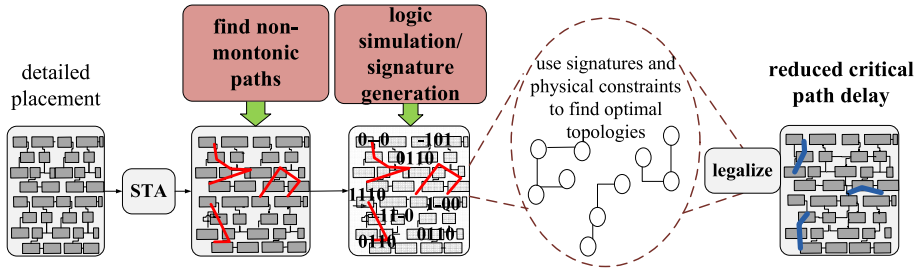 detailed
placement
STA
find non-
montonic
paths
logic
simulation/
signature
generation
0--0
-101
0110
1110
1-00
-1
11-0
0110
0110
use signatures and
physical constraints
to find optimal
topologies
legalize
reduced critical
path delay